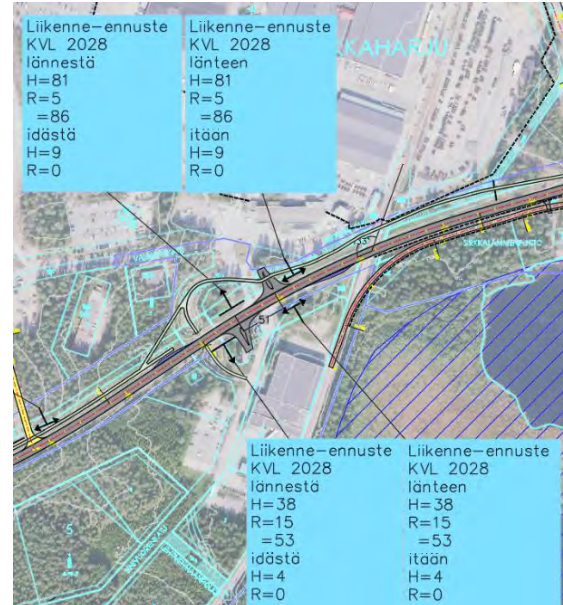 Liikenne-ennuste
KVL 2028
lännestä
H=81
R=5
=86
idästä
H=9
R=0
Liikenne-ennuste
KVL 2028
länteen
H=81
R=5
=86
itään
H=9
R=0
KAHARJU
51
5
Liikenne-ennuste
KVL 2028
lännestä
H=38
R=15
=53
idästä
H=4
R=0
Liikenne-ennuste
KVL 2028
länteen
H=38
R=15
=53
itään
H=4
R=0